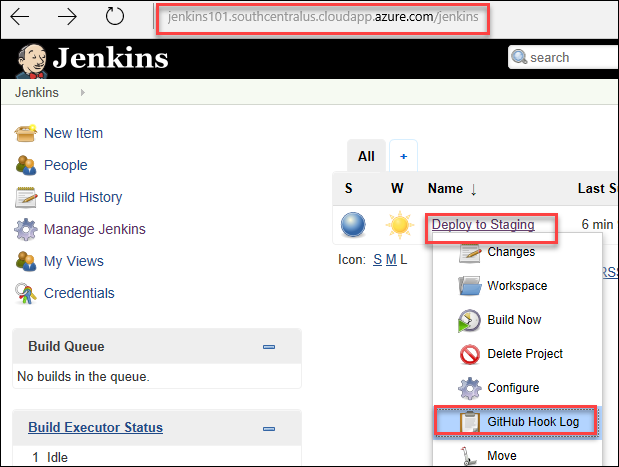 jenkins101.southcentralus.cloudapp.azure.com/jenkins
Jenkins
search
Jenkins
New Item
People
Build History
Manage Jenkins
My Views
Credentials
Build Queue
No builds in the queue.
Build Executor Status
1 Idle
All +
S W Name ↓ Last Su
Deploy to Staging 6 min
Icon: S M L
RSS
Changes
Workspace
Build Now
Delete Project
Configure
GitHub Hook Log
Move